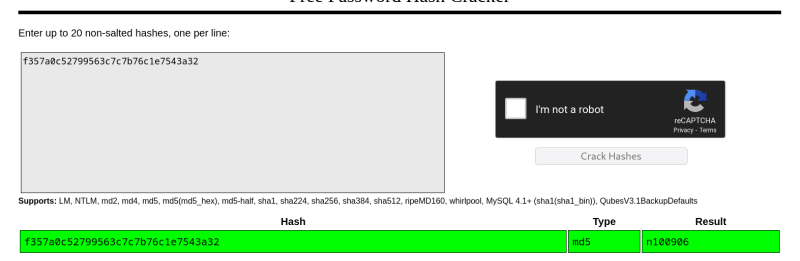 Free Password Hash Cracker
Enter up to 20 non-salted hashes, one per line:
f357a0c52799563c7c7b76c1e7543a32
I'm not a robot
reCAPTCHA
Privacy - Terms
Crack Hashes
Supports: LM, NTLM, md2, md4, md5, md5(md5_hex), md5-half, sha1, sha224, sha256, sha384, sha512, ripeMD160, whirlpool, MySQL 4.1+ (sha1(sha1_bin)), QubesV3.1BackupDefaults
Hash Type Result
f357a0c52799563c7c7b76c1e7543a32 md5 n100906